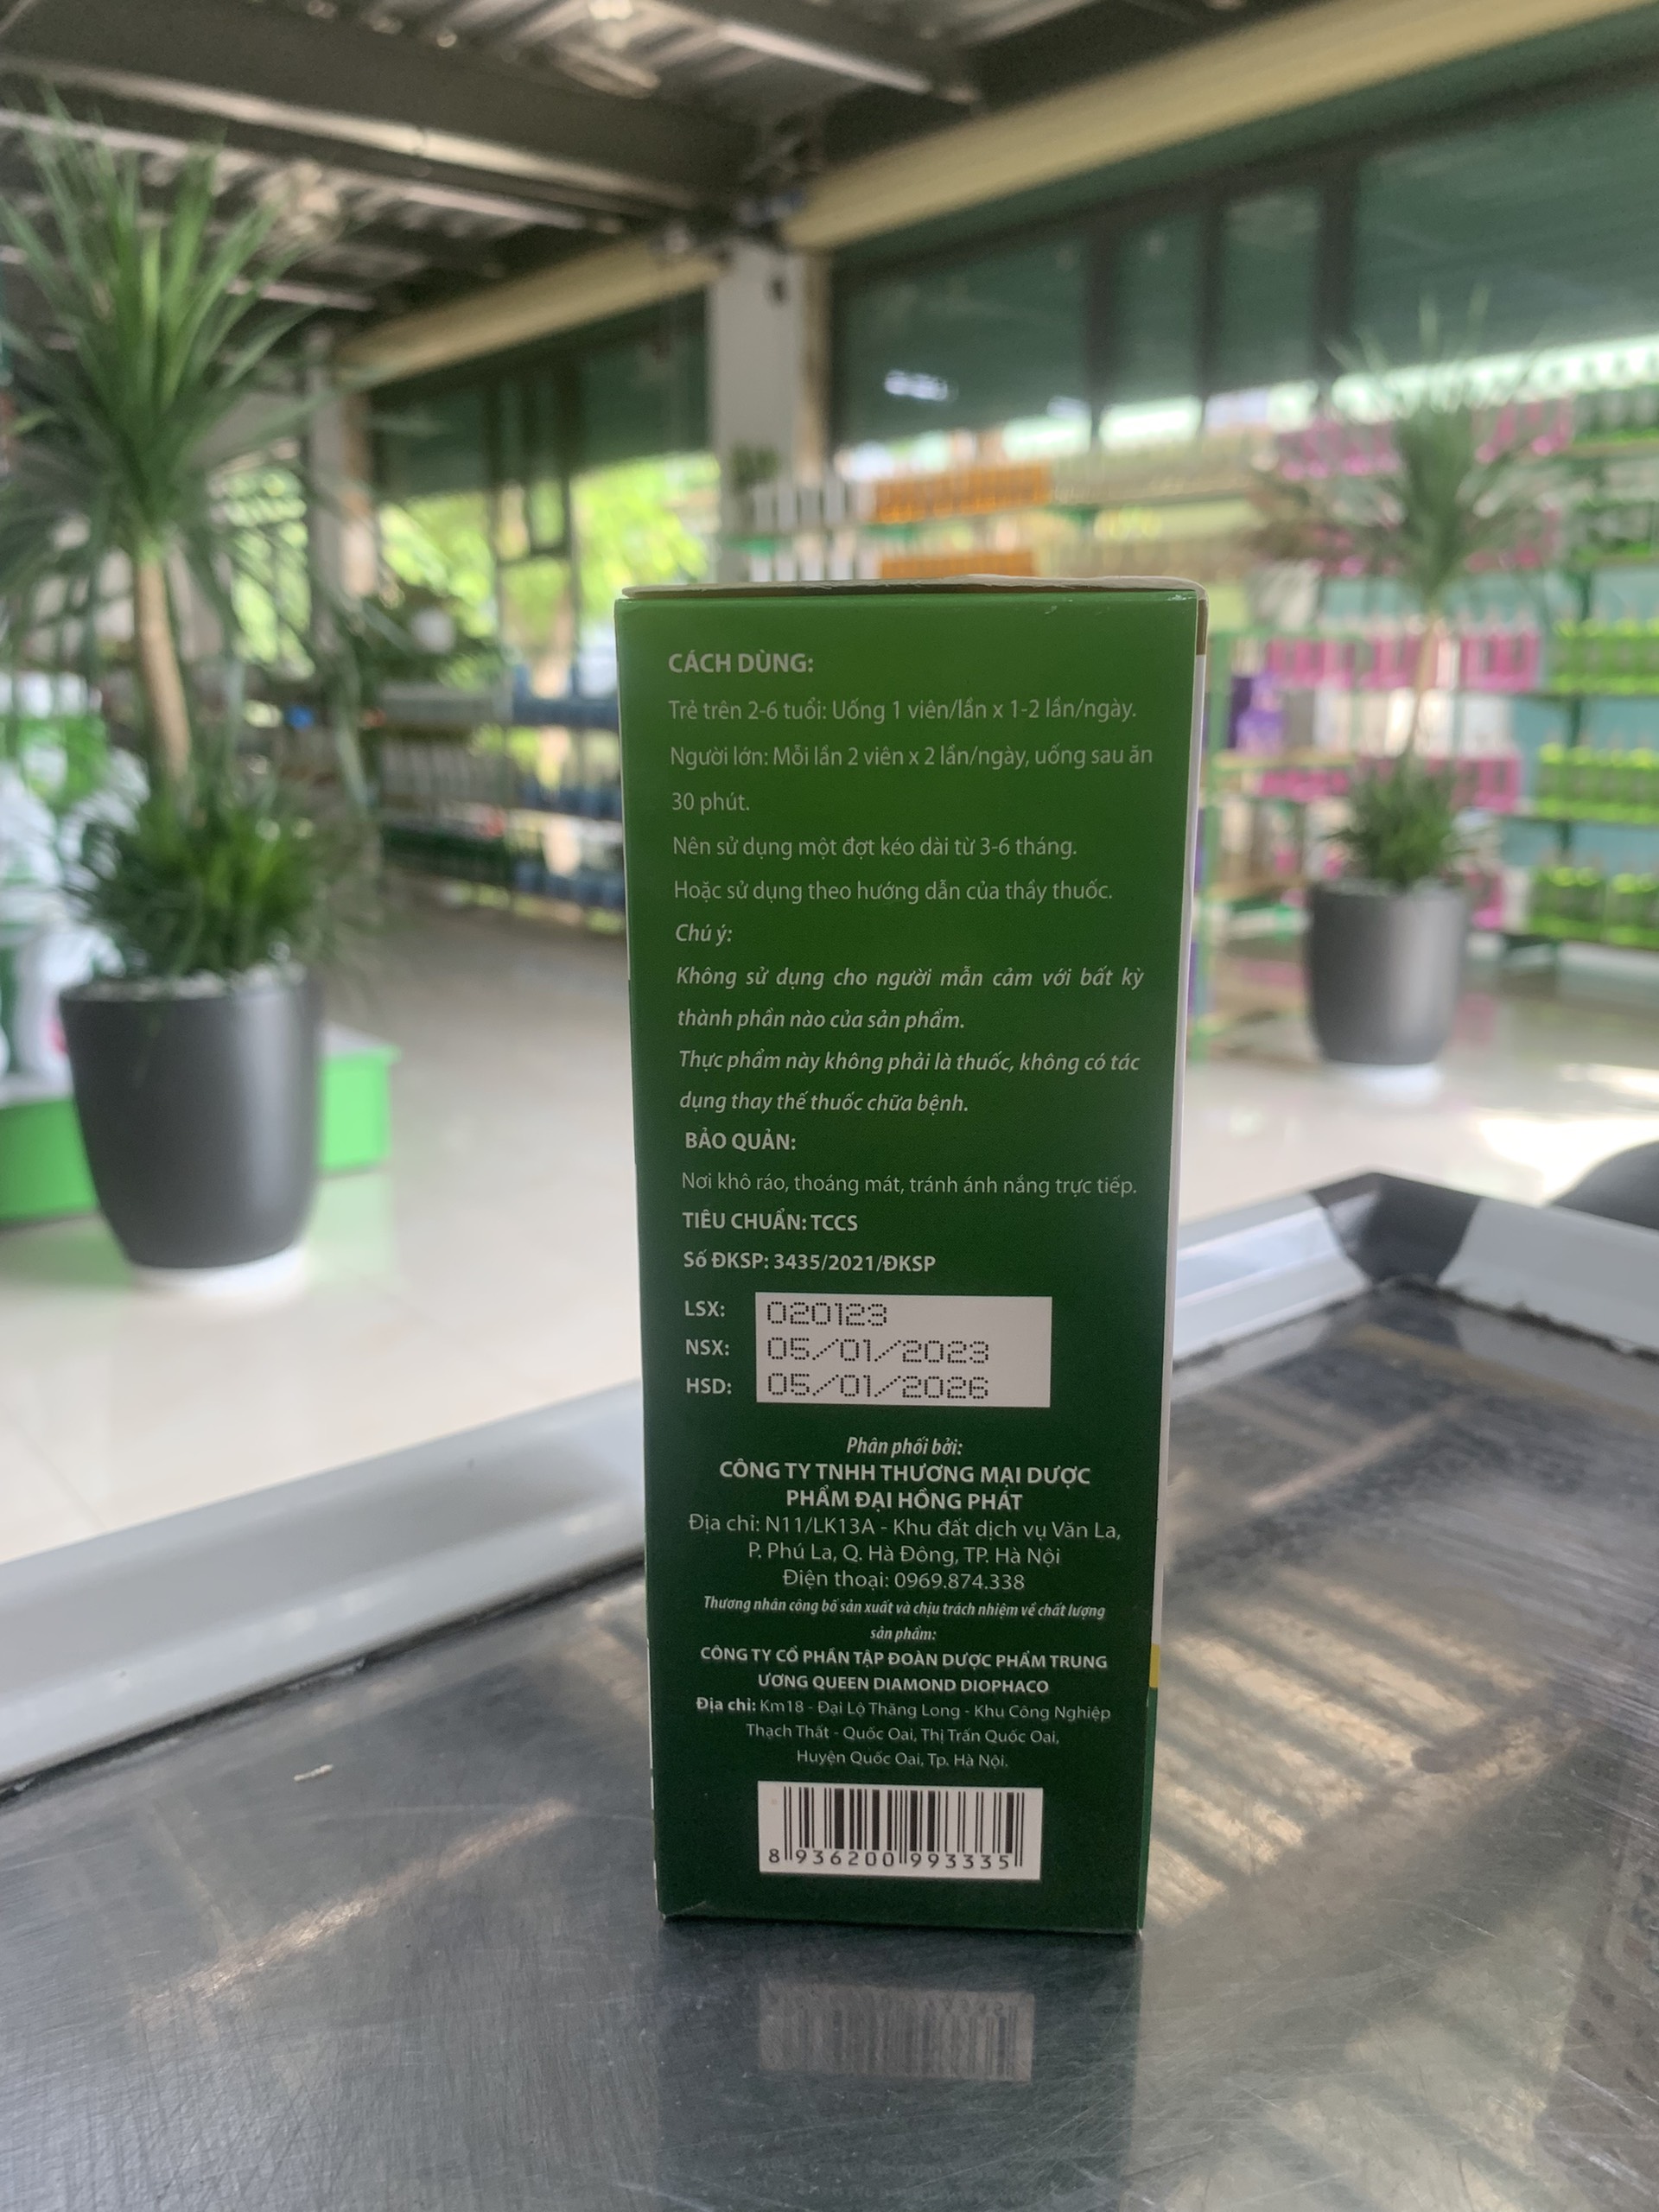 CÁCH DÙNG:
Trẻ trên 2-6 tuổi: Uống 1 viên/lần x 1-2 lần/ngày.
Người lớn: Mỗi lần 2 viên x 2 lần/ngày, uống sau ăn
30 phút.
Nên sử dụng một đợt kéo dài từ 3-6 tháng.
Hoặc sử dụng theo hướng dẫn của thầy thuốc.
Chú ý:
Không sử dụng cho người mẫn cảm với bất kỳ
thành phần nào của sản phẩm.
Thực phẩm này không phải là thuốc, không có tác
dụng thay thế thuốc chữa bệnh.
BẢO QUẢN:
Nơi khô ráo, thoáng mát, tránh ánh nắng trực tiếp.
TIÊU CHUẨN: TCCS
Số ĐKSP: 3435/2021/ĐKSP
LSX: 020123
NSX: 05/01/2023
HSD: 05/01/2026
Phân phối bởi:
CÔNG TY TNHH THƯƠNG MẠI DƯỢC
PHẨM ĐẠI HỒNG PHÁT
Địa chỉ: N11/LK13A - Khu đất dịch vụ Văn La,
P. Phú La, Q. Hà Đông, TP. Hà Nội
Điện thoại: 0969.874.338
Thương nhân công bố sản xuất và chịu trách nhiệm về chất lượng
sản phẩm:
CÔNG TY CỔ PHẦN TẬP ĐOÀN DƯỢC PHẨM TRUNG
ƯƠNG QUEEN DIAMOND DIOPHACO
Địa chỉ: Km18 - Đại Lộ Thăng Long - Khu Công Nghiệp
Thạch Thất - Quốc Oai, Thị Trấn Quốc Oai,
Huyện Quốc Oai, Tp. Hà Nội.
8 936200 993335